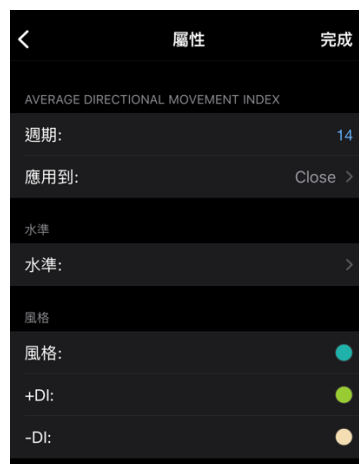 屬性
完成
AVERAGE DIRECTIONAL MOVEMENT INDEX
週期:
14
應用到:
Close
水準
水準:
風格
風格:
+DI:
-DI: